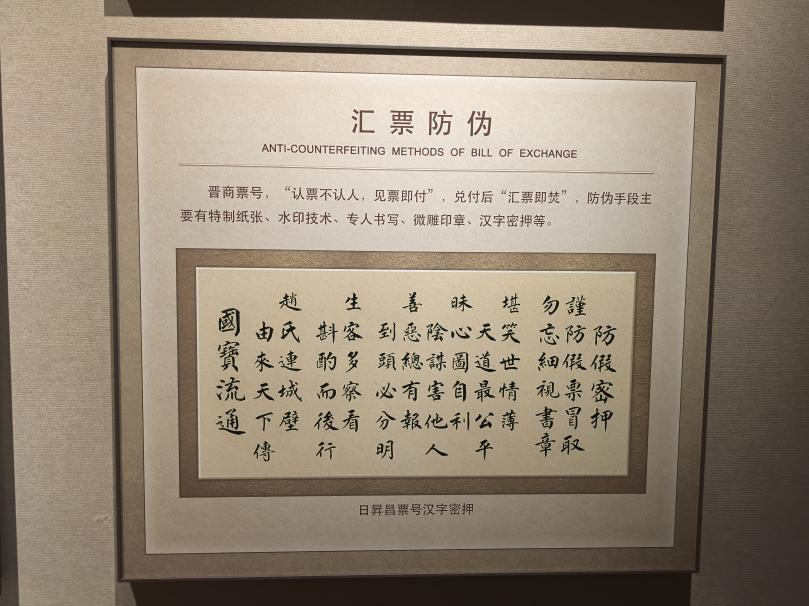 汇票防伪
ANTI-COUNTERFEITING METHODS OF BILL OF EXCHANGE
晋商票号，“认票不认人，见票即付”，兑付后“汇票即焚”，防伪手段主
要有特制纸张、水印技术、专人书写、微雕印章、汉字密押等。
防假密押
謹防假票冒取
勿忘細視書章
堪笑世情薄
天道最公平
昧心圖自利
陰謀害他人
善惡總有報
到頭必分明
生客多察看
斟酌而後行
趙氏連城壁
由來天下傳
國寶流通
日昇昌票号汉字密押